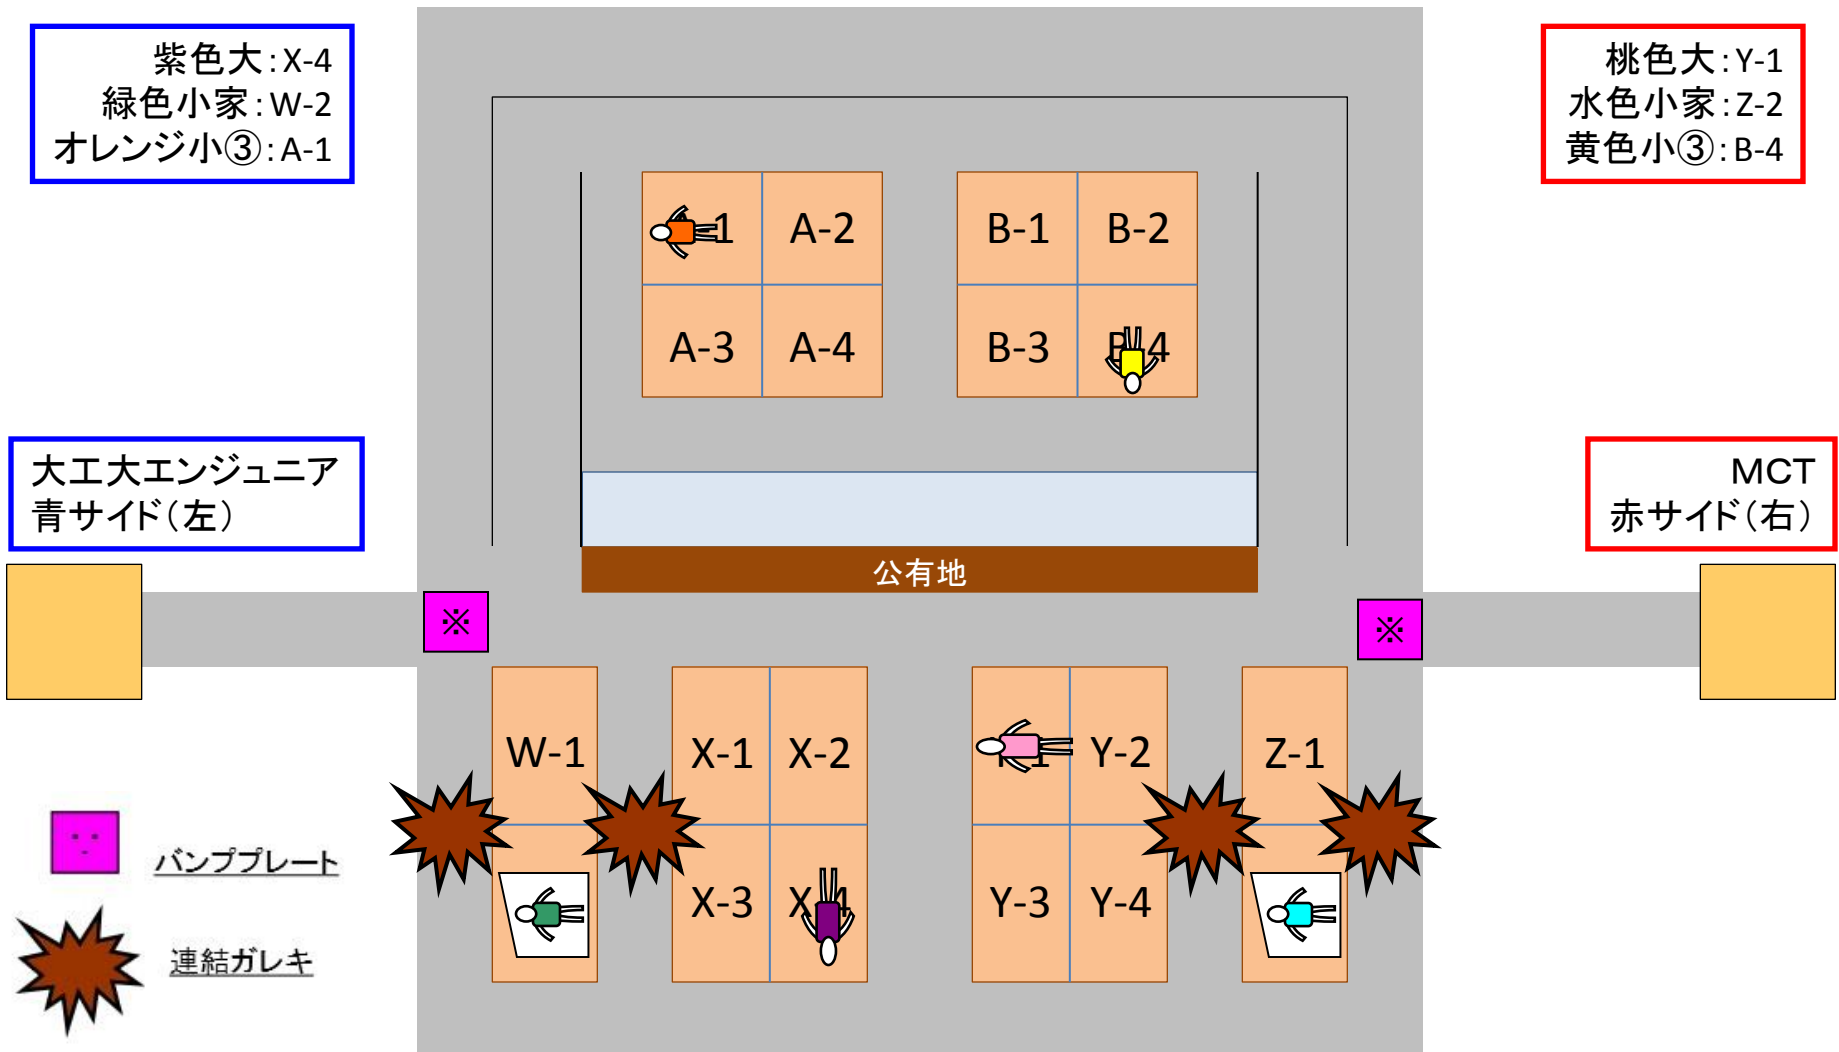 紫色大:X-4
緑色小家:W-2
オレンジ小③:A-1
桃色大:Y-1
水色小家:Z-2
黄色小③:B-4
A-2
B-1
B-2
A-3
A-4
B-3
大工大エンジュニア
青サイド(左)
MCT
赤サイド(右)
公有地
※
※
W-1
X-1
X-2
Y-2
Z-1
X-3
Y-3
Y-4
バンププレート
連結ガレキ